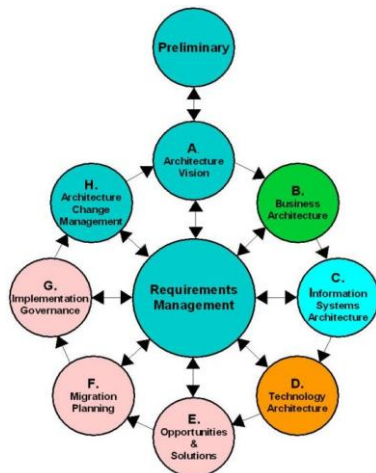 Preliminary
A.
Architecture
Vision
H.
Architecture
Change
Management
B.
Business
Architecture
G.
Implementation
Governance
Requirements
Management
C.
Information
Systems
Architecture
F.
Migration
Planning
D.
Technology
Architecture
E.
Opportunities
&
Solutions